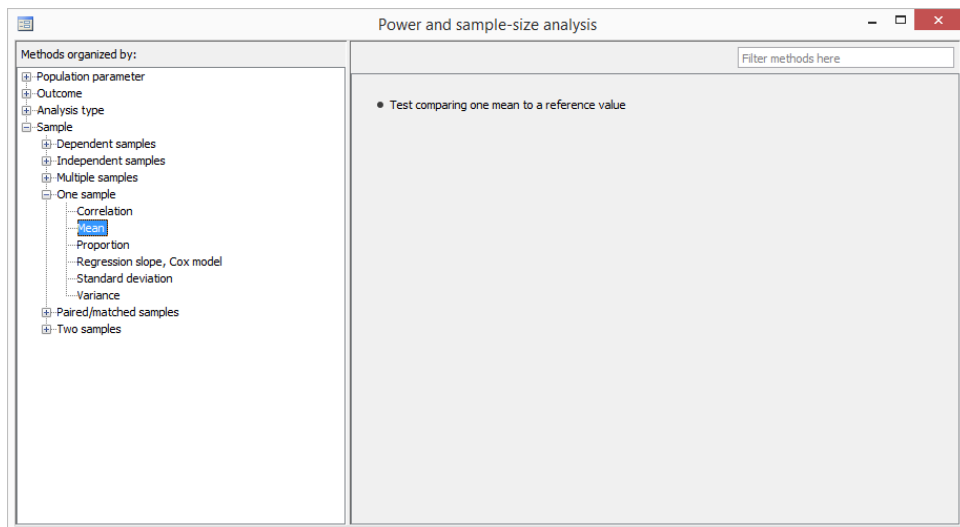 Power and sample-size analysis
Methods organized by:
Filter methods here
Population parameter
Outcome
Analysis type
Sample
Dependent samples
Independent samples
Multiple samples
One sample
Correlation
Mean
Proportion
Regression slope, Cox model
Standard deviation
Variance
Paired/matched samples
Two samples
Test comparing one mean to a reference value